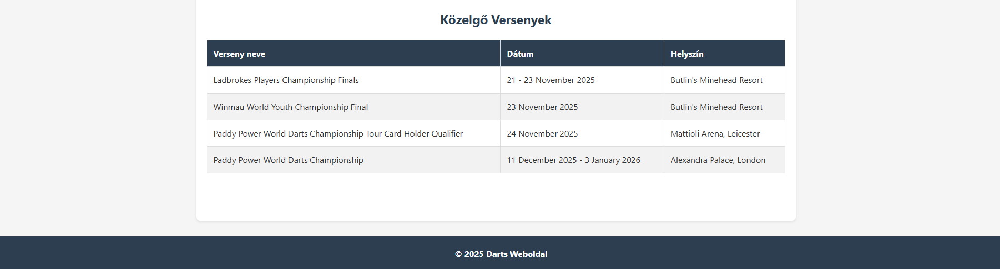 Közelgő Versenyek
Verseny neve Dátum Helyszín
Ladbrokes Players Championship Finals 21 - 23 November 2025 Butlin's Minehead Resort
Winmau World Youth Championship Final 23 November 2025 Butlin's Minehead Resort
Paddy Power World Darts Championship Tour Card Holder Qualifier 24 November 2025 Mattioli Arena, Leicester
Paddy Power World Darts Championship 11 December 2025 - 3 January 2026 Alexandra Palace, London
© 2025 Darts Weboldal